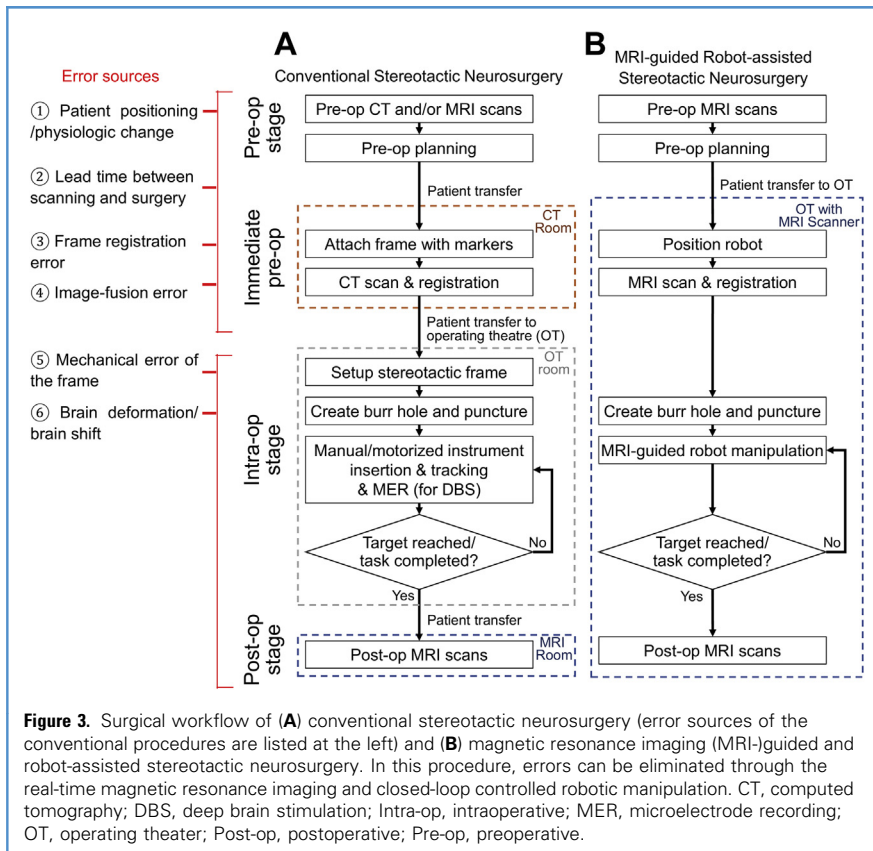 A
B
Error sources
Conventional Stereotactic Neurosurgery
MRI-guided Robot-assisted
Stereotactic Neurosurgery
① Patient positioning
/physiologic change
② Lead time between
scanning and surgery
③ Frame registration
error
④ Image-fusion error
⑤ Mechanical error of
the frame
⑥ Brain deformation/
brain shift
Pre-op
stage
Immediate
pre-op
Intra-op stage
Post-op
stage
Pre-op CT and/or MRI scans
Pre-op planning
Patient transfer
CT
Room
Attach frame with markers
CT scan & registration
Patient transfer to
operating theatre (OT)
OT
room
Setup stereotactic frame
Create burr hole and puncture
Manual/motorized instrument
insertion & tracking
& MER (for DBS)
Target reached/
task completed?
No
Yes
Patient transfer
MRI
Room
Post-op MRI scans
Pre-op MRI scans
Pre-op planning
Patient transfer to OT
OT with
MRI Scanner
Position robot
MRI scan & registration
Create burr hole and puncture
MRI-guided robot manipulation
Target reached/
task completed?
No
Yes
Post-op MRI scans
Figure 3. Surgical workflow of (A) conventional stereotactic neurosurgery (error sources of the
conventional procedures are listed at the left) and (B) magnetic resonance imaging (MRI-)guided and
robot-assisted stereotactic neurosurgery. In this procedure, errors can be eliminated through the
real-time magnetic resonance imaging and closed-loop controlled robotic manipulation. CT, computed
tomography; DBS, deep brain stimulation; Intra-op, intraoperative; MER, microelectrode recording;
OT, operating theater; Post-op, postoperative; Pre-op, preoperative.